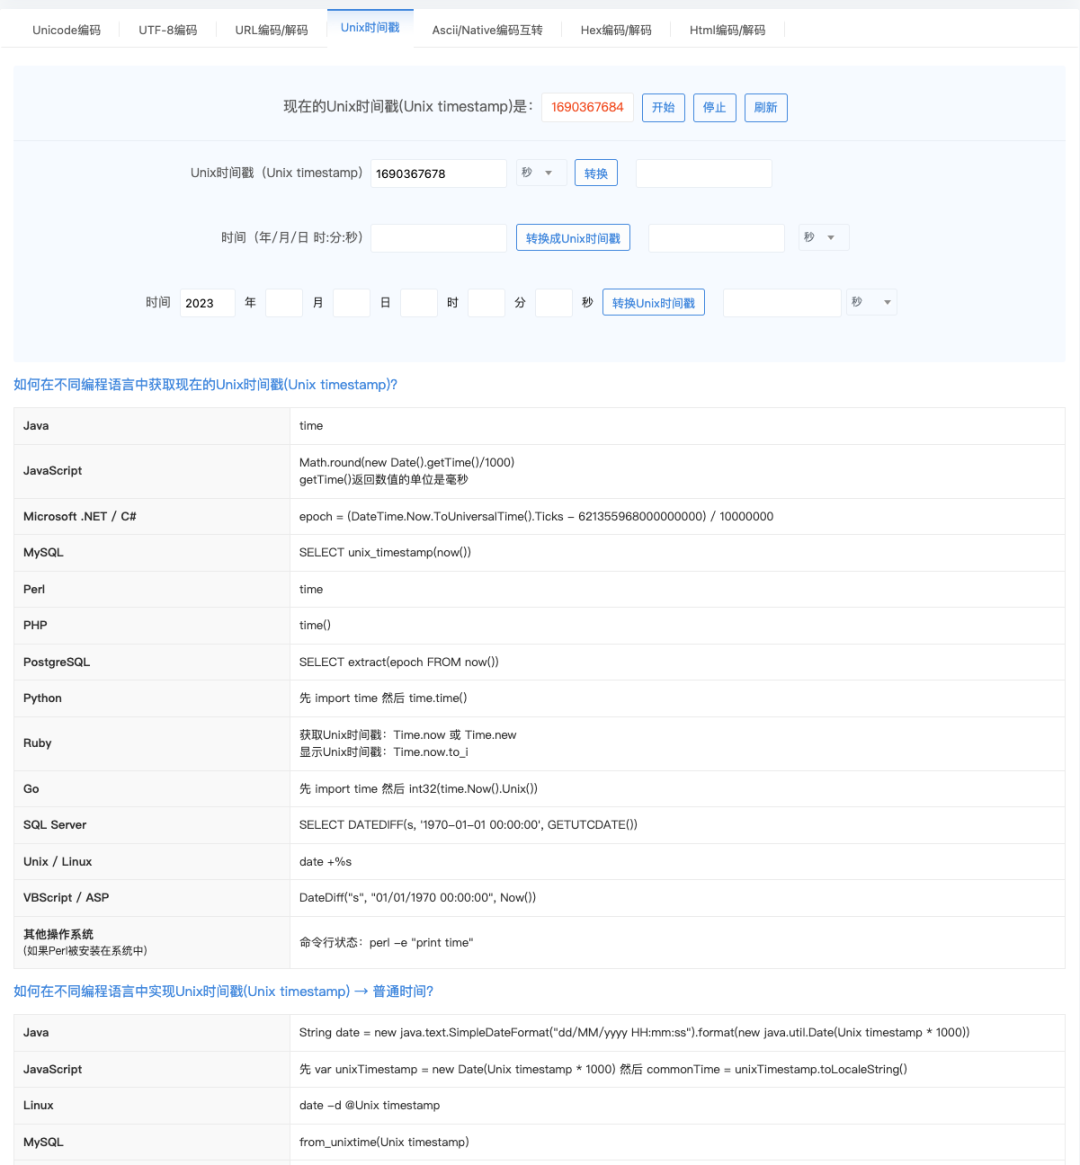 Unicode编码 UTF-8编码 URL编码/解码 Unix时间戳 Ascii/Native编码互转 Hex编码/解码 Html编码/解码
现在的Unix时间戳(Unix timestamp)是： 1690367684 开始 停止 刷新
Unix时间戳（Unix timestamp) 1690367678 秒 转换
时间（年/月/日 时:分:秒) 转换成Unix时间戳 秒
时间 2023 年 月 日 时 分 秒 转换Unix时间戳 秒
如何在不同编程语言中获取现在的Unix时间戳(Unix timestamp)?
Java time
JavaScript Math.round(new Date().getTime()/1000)
getTime()返回数值的单位是毫秒
Microsoft .NET / C# epoch = (DateTime.Now.ToUniversalTime().Ticks - 621355968000000000) / 10000000
MySQL SELECT unix_timestamp(now())
Perl time
PHP time()
PostgreSQL SELECT extract(epoch FROM now())
Python 先 import time 然后 time.time()
Ruby 获取Unix时间戳：Time.now 或 Time.new
显示Unix时间戳：Time.now.to_i
Go 先 import time 然后 int32(time.Now().Unix())
SQL Server SELECT DATEDIFF(s, '1970-01-01 00:00:00', GETUTCDATE())
Unix / Linux date +%s
VBScript / ASP DateDiff("s", "01/01/1970 00:00:00", Now())
其他操作系统
(如果Perl被安装在系统中) 命令行状态：perl -e "print time"
如何在不同编程语言中实现Unix时间戳(Unix timestamp) → 普通时间?
Java String date = new java.text.SimpleDateFormat("dd/MM/yyyy HH:mm:ss").format(new java.util.Date(Unix timestamp * 1000))
JavaScript 先 var unixTimestamp = new Date(Unix timestamp * 1000) 然后 commonTime = unixTimestamp.toLocaleString()
Linux date -d @Unix timestamp
MySQL from_unixtime(Unix timestamp)